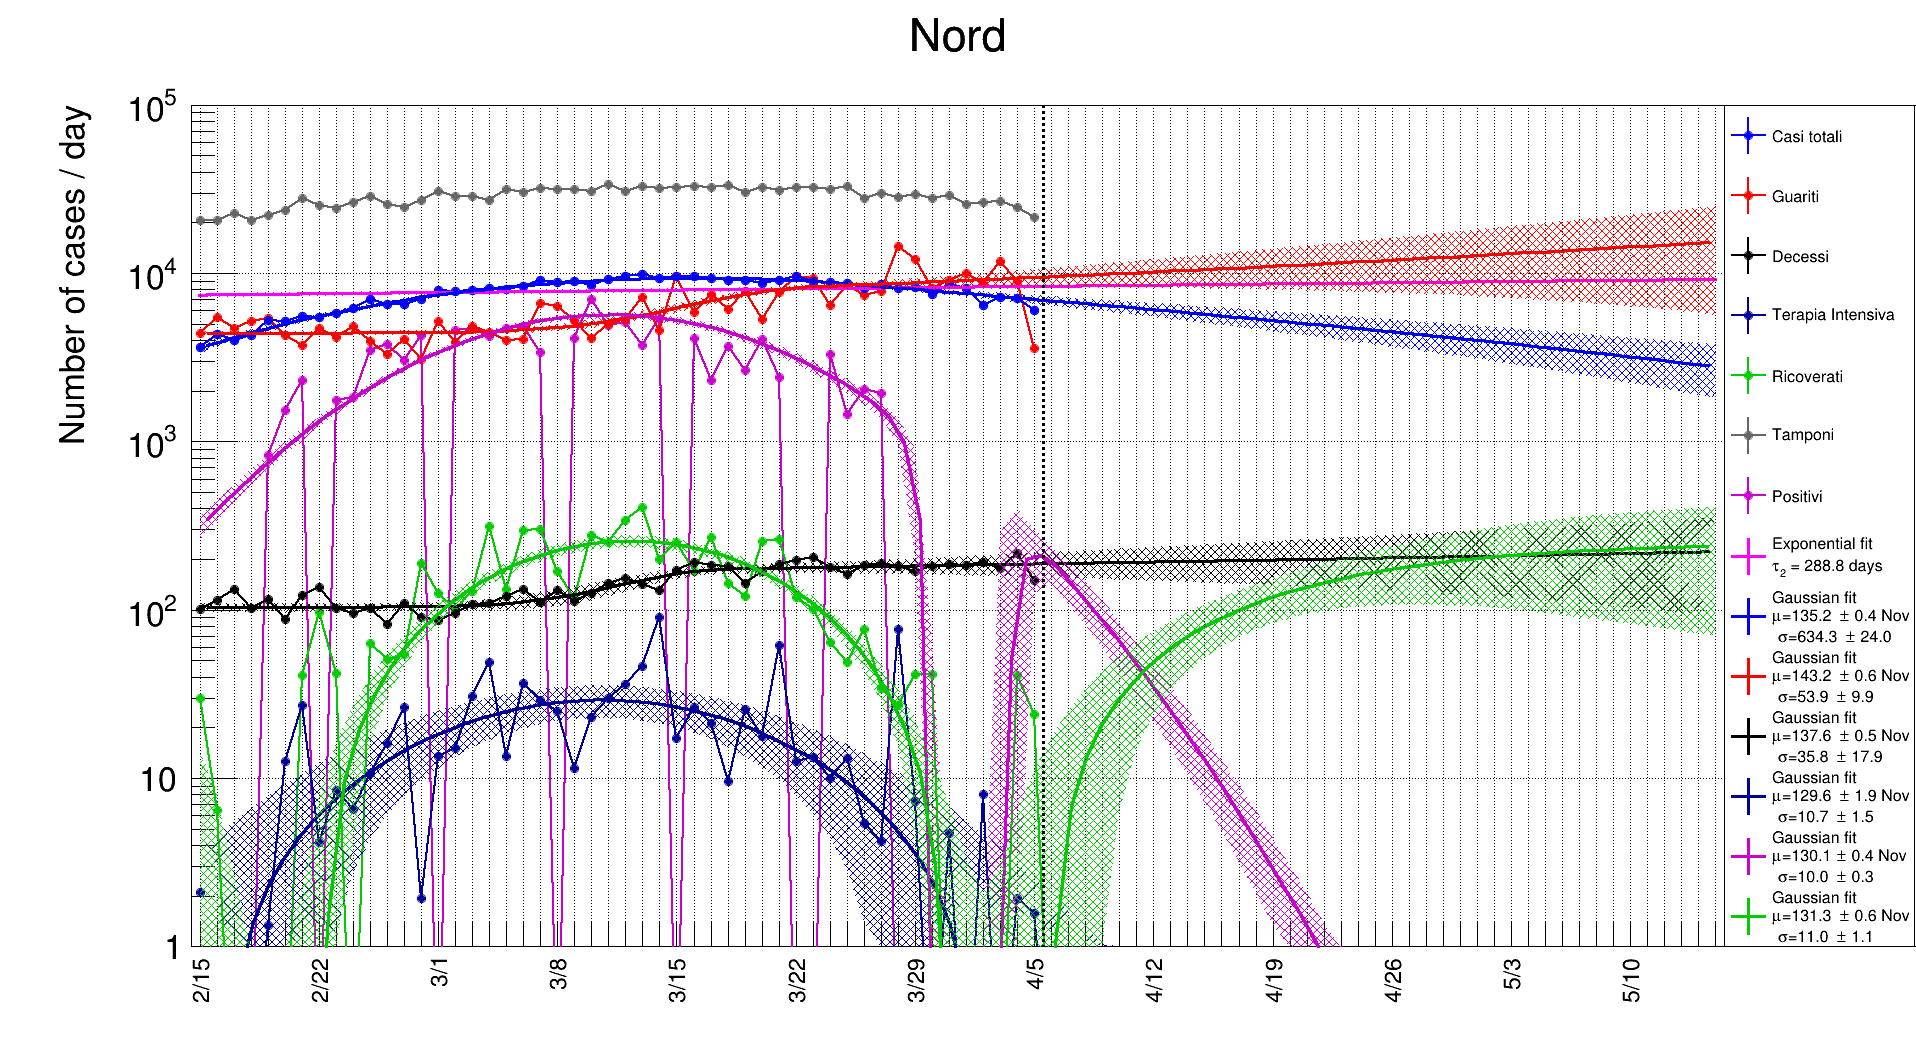 Nord
Number of cases / day
10^5
10^4
10^3
10^2
10
1
2/15
2/22
3/1
3/8
3/15
3/22
3/29
4/5
4/12
4/19
4/26
5/3
5/10
Casi totali
Guariti
Decessi
Terapia Intensiva
Ricoverati
Tamponi
Positivi
Exponential fit
τ₂ = 288.8 days
Gaussian fit
μ=135.2 ± 0.4 Nov
σ=634.3 ± 24.0
Gaussian fit
μ=143.2 ± 0.6 Nov
σ=53.9 ± 9.9
Gaussian fit
μ=137.6 ± 0.5 Nov
σ=35.8 ± 17.9
Gaussian fit
μ=129.6 ± 1.9 Nov
σ=10.7 ± 1.5
Gaussian fit
μ=130.1 ± 0.4 Nov
σ=10.0 ± 0.3
Gaussian fit
μ=131.3 ± 0.6 Nov
σ=11.0 ± 1.1